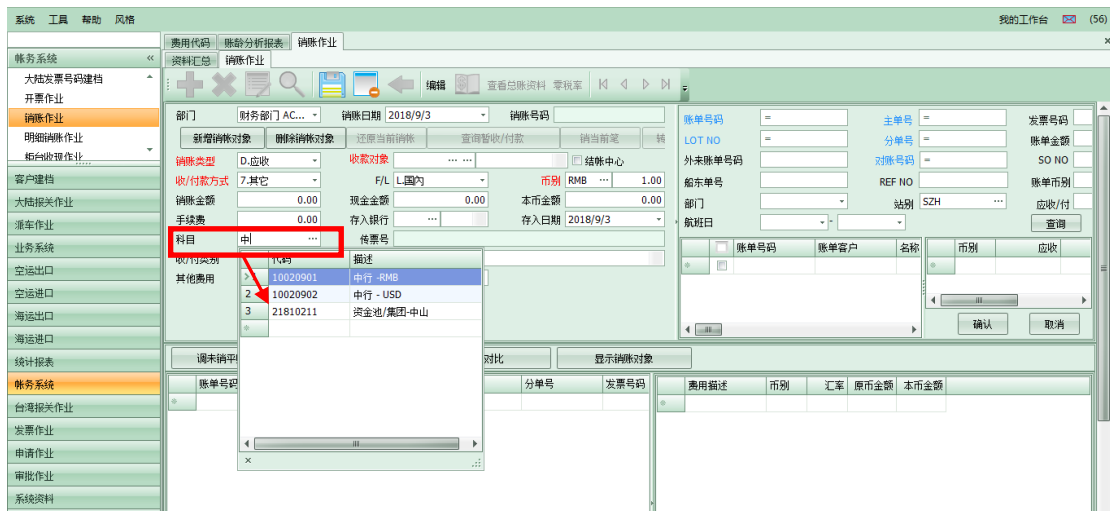 系统 工具 帮助 风格 我的工作台 (56)
费用代码 账龄分析报表 销账作业 ×
帐务系统 «
资料汇总 销账作业
大陆发票号码建档
开票作业
销账作业
明细销帐作业
柜台收现作业
编辑 查看总账资料 零税率
部门 财务部门 AC... 销账日期 2018/9/3 销账号码
新增销帐对象 删除销帐对象 还原当前销帐 查询暂收/付款 销当前笔 转
销账类型 D.应收 收款对象 ... ... 结帐中心
收/付款方式 7.其它 F/L L.国内 币别 RMB ... 1.00
销账金额 0.00 现金金额 0.00 本币金额 0.00
手续费 0.00 存入银行 ... 存入日期 2018/9/3
科目 中 ... 传票号
收/付类别
其他费用
代码 描述
> 1 10020901 中行 -RMB
2 10020902 中行 - USD
3 21810211 资金池/集团-中山
×
账单号码 = 主单号 = 发票号码
LOT NO = 分单号 = 账单金额
外来账单号码 对账号码 = SO NO
船东单号 REF NO 账单币别
部门 站别 SZH ... 应收/付
航班日 - 查询
账单号码 账单客户 名称 币别 应收
确认 取消
客户建档
大陆报关作业
派车作业
业务系统
空运出口
空运进口
海运出口
海运进口
统计报表
帐务系统
台湾报关作业
发票作业
申请作业
审批作业
系统资料
调未销平 对比 显示销账对象
账单号码 分单号 发票号码 费用描述 币别 汇率 原币金额 本币金额